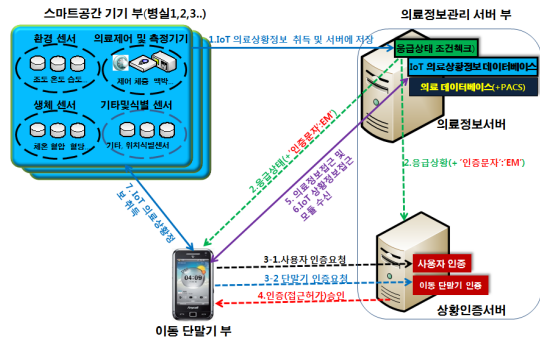 스마트공간 기기 부(병실1,2,3..)
환경 센서
조도 온도 습도
의료제어 및 측정기기
제어 체중 맥박
생체 센서
체온 혈압 혈당
기타및식별 센서
기타, 위치식별센서
1.IoT 의료상황정보 취득 및 서버에 저장
의료정보관리 서버 부
응급상태 조건첵크)
IoT 의료상황정보 데이터베이스
의료 데이터베이스(+PACS)
의료정보서버
2.응급상태(+ '인증문자':'EM')
2.응급상황(+ '인증문자':'EM')
5. 의료정보접근 및
6.IoT 상황정보접근
모듈 수신
7.IoT 의료상황정
보 취득
04:09
3-1.사용자 인증요청
3-2 단말기 인증요청
4.인증(접근허가)승인
사용자 인증
이동 단말기 인증
이동 단말기 부
상황인증서버